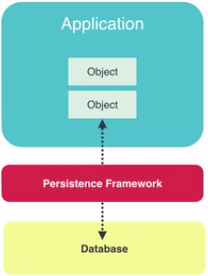 Application
Object
Object
Persistence Framework
Database